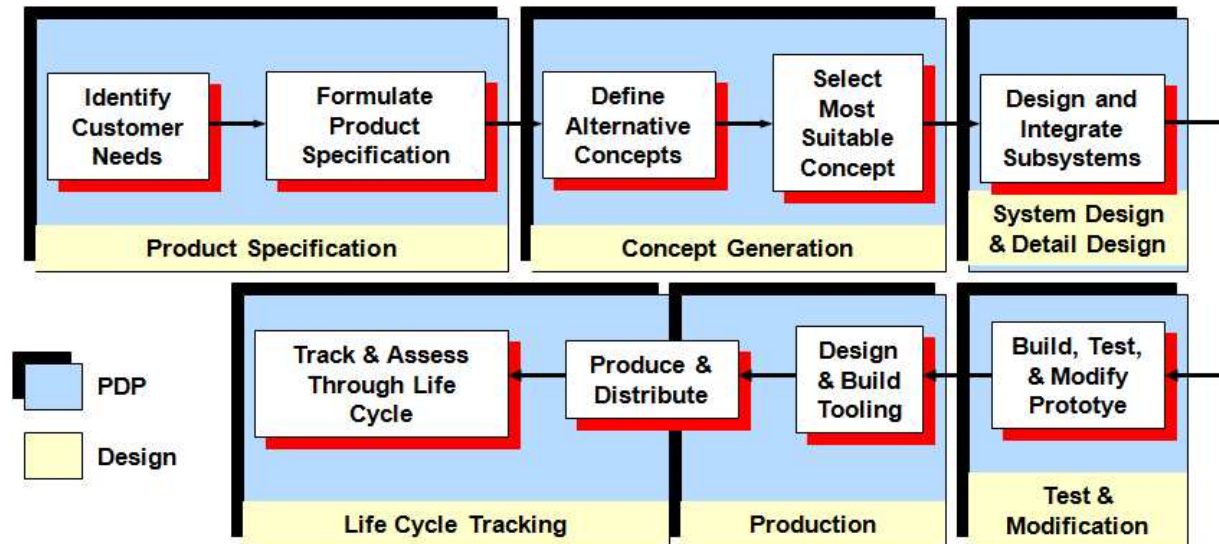 Identify
Customer
Needs
Formulate
Product
Specification
Product Specification
Define
Alternative
Concepts
Select
Most
Suitable
Concept
Concept Generation
Design and
Integrate
Subsystems
System Design
& Detail Design
Build, Test,
& Modify
Prototye
Test &
Modification
Design
& Build
Tooling
Production
Produce &
Distribute
Track & Assess
Through Life
Cycle
Life Cycle Tracking
PDP
Design